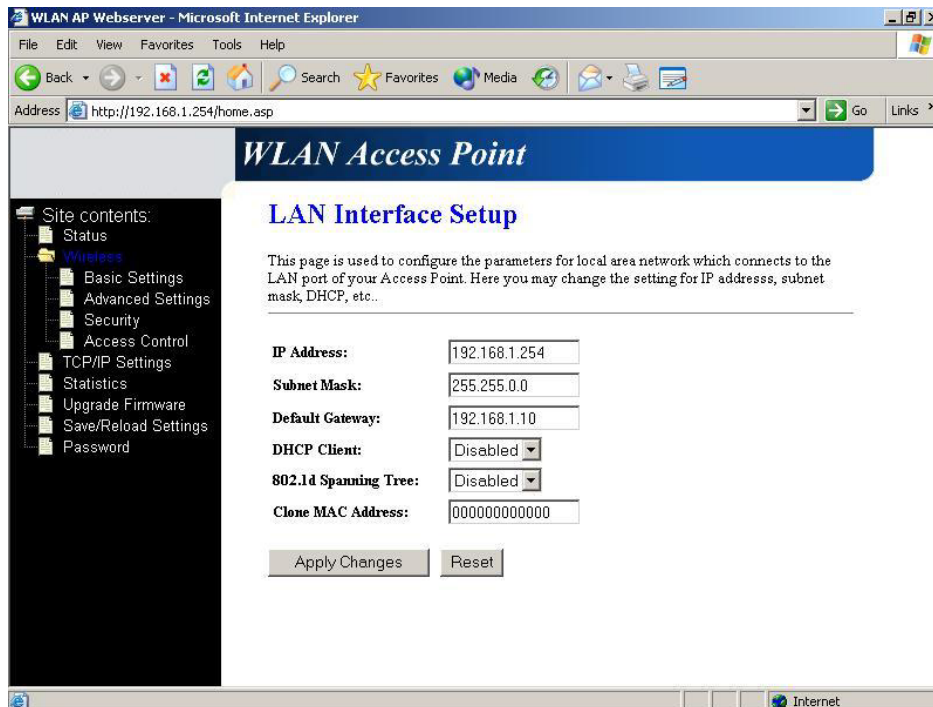 WLAN AP Webserver - Microsoft Internet Explorer
File Edit View Favorites Tools Help
Back Search Favorites Media
Address http://192.168.1.254/home.asp Go Links
WLAN Access Point
Site contents:
Status
Wireless
Basic Settings
Advanced Settings
Security
Access Control
TCP/IP Settings
Statistics
Upgrade Firmware
Save/Reload Settings
Password
LAN Interface Setup
This page is used to configure the parameters for local area network which connects to the
LAN port of your Access Point. Here you may change the setting for IP addresss, subnet
mask, DHCP, etc..
IP Address: 192.168.1.254
Subnet Mask: 255.255.0.0
Default Gateway: 192.168.1.10
DHCP Client: Disabled
802.1d Spanning Tree: Disabled
Clone MAC Address: 000000000000
Apply Changes Reset
Internet